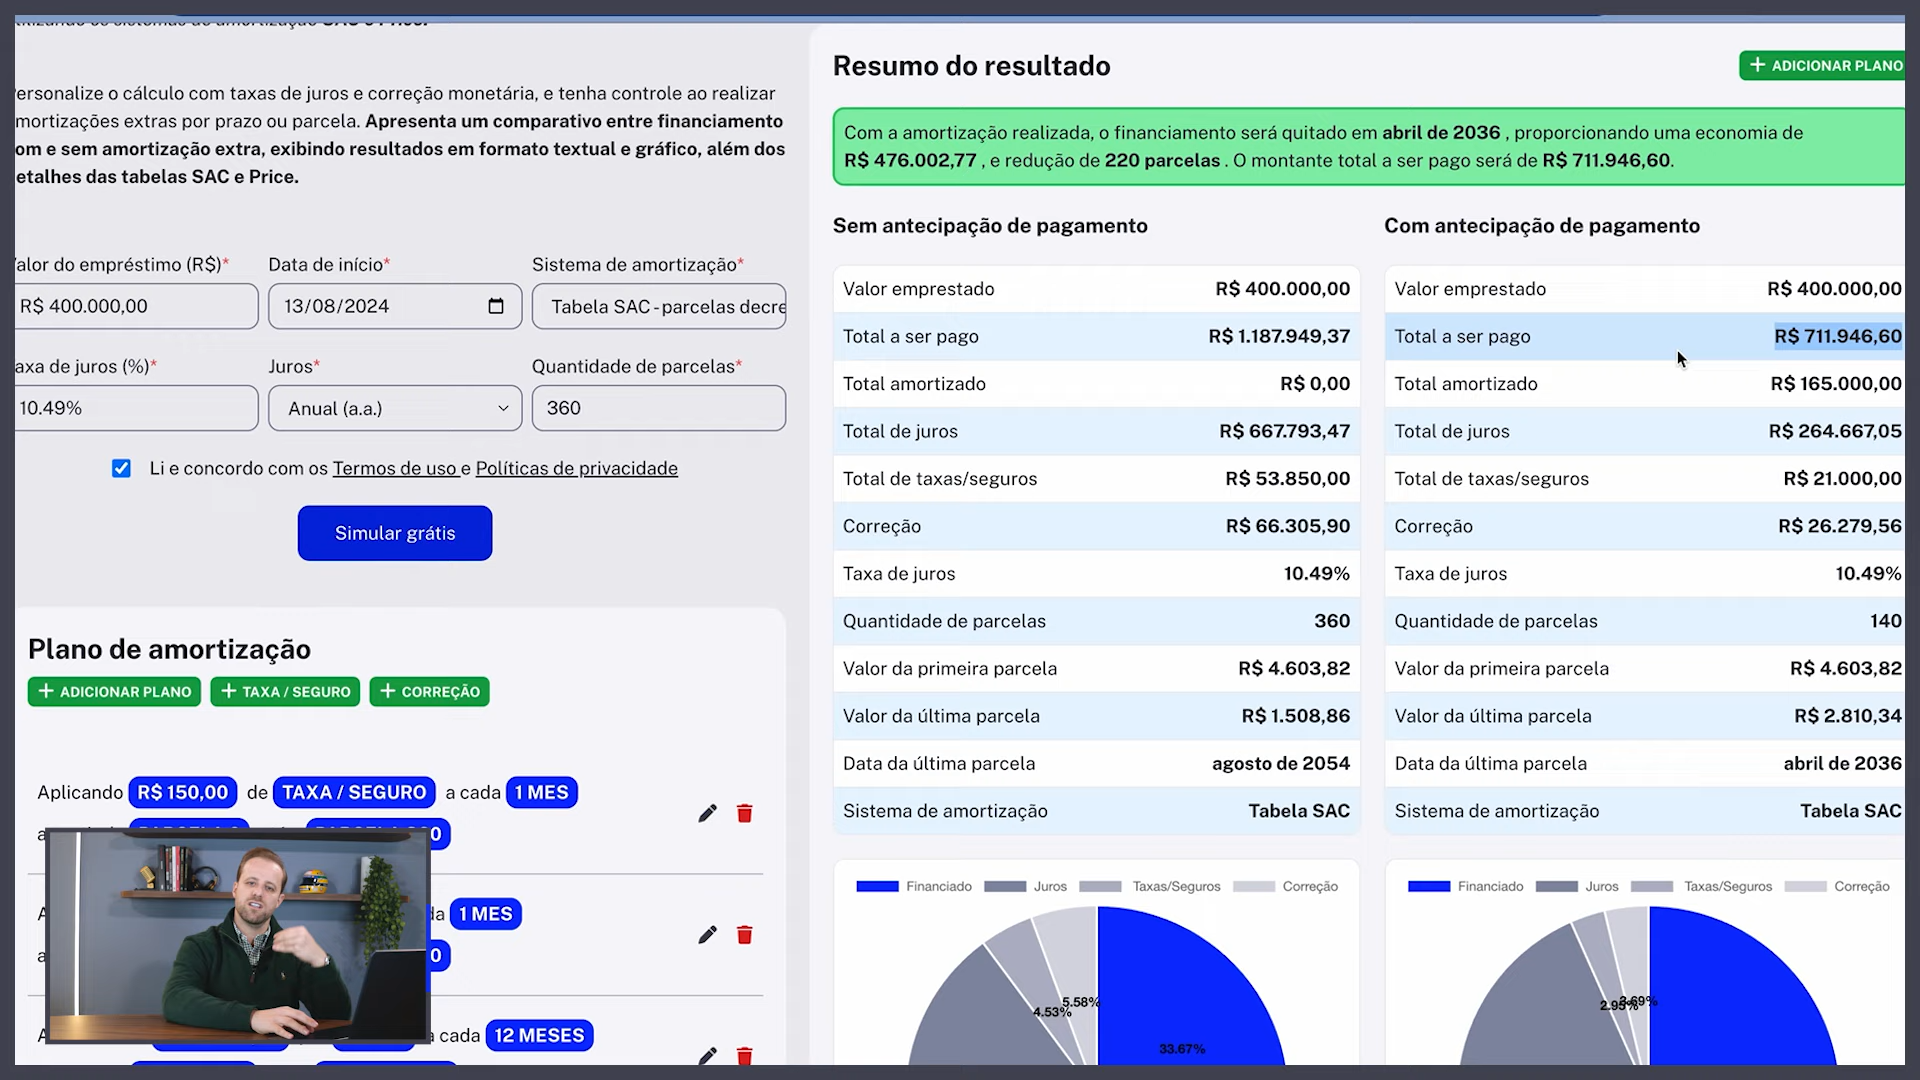 SAC e Price.
ersonalize o cálculo com taxas de juros e correção monetária, e tenha controle ao realizar
mortizações extras por prazo ou parcela. Apresenta um comparativo entre financiamento
om e sem amortização extra, exibindo resultados em formato textual e gráfico, além dos
etalhes das tabelas SAC e Price.
alor do empréstimo (R$)*
Data de início*
Sistema de amortização*
R$ 400.000,00
13/08/2024
Tabela SAC - parcelas decre
axa de juros (%)*
Juros*
Quantidade de parcelas*
10.49%
Anual (a.a.)
360
Li e concordo com os Termos de uso e Políticas de privacidade
Simular grátis
Plano de amortização
+ ADICIONAR PLANO
+ TAXA / SEGURO
+ CORREÇÃO
Aplicando R$ 150,00 de TAXA / SEGURO a cada 1 MES
a 0
A da 1 MES
a 0
A a cada 12 MESES
Resumo do resultado
+ ADICIONAR PLANO
Com a amortização realizada, o financiamento será quitado em abril de 2036 , proporcionando uma economia de
R$ 476.002,77 , e redução de 220 parcelas . O montante total a ser pago será de R$ 711.946,60.
Sem antecipação de pagamento
Valor emprestado R$ 400.000,00
Total a ser pago R$ 1.187.949,37
Total amortizado R$ 0,00
Total de juros R$ 667.793,47
Total de taxas/seguros R$ 53.850,00
Correção R$ 66.305,90
Taxa de juros 10.49%
Quantidade de parcelas 360
Valor da primeira parcela R$ 4.603,82
Valor da última parcela R$ 1.508,86
Data da última parcela agosto de 2054
Sistema de amortização Tabela SAC
Financiado Juros Taxas/Seguros Correção
5.58%
4.53%
33.67%
Com antecipação de pagamento
Valor emprestado R$ 400.000,00
Total a ser pago R$ 711.946,60
Total amortizado R$ 165.000,00
Total de juros R$ 264.667,05
Total de taxas/seguros R$ 21.000,00
Correção R$ 26.279,56
Taxa de juros 10.49%
Quantidade de parcelas 140
Valor da primeira parcela R$ 4.603,82
Valor da última parcela R$ 2.810,34
Data da última parcela abril de 2036
Sistema de amortização Tabela SAC
Financiado Juros Taxas/Seguros Correção
3.69%
2.95%